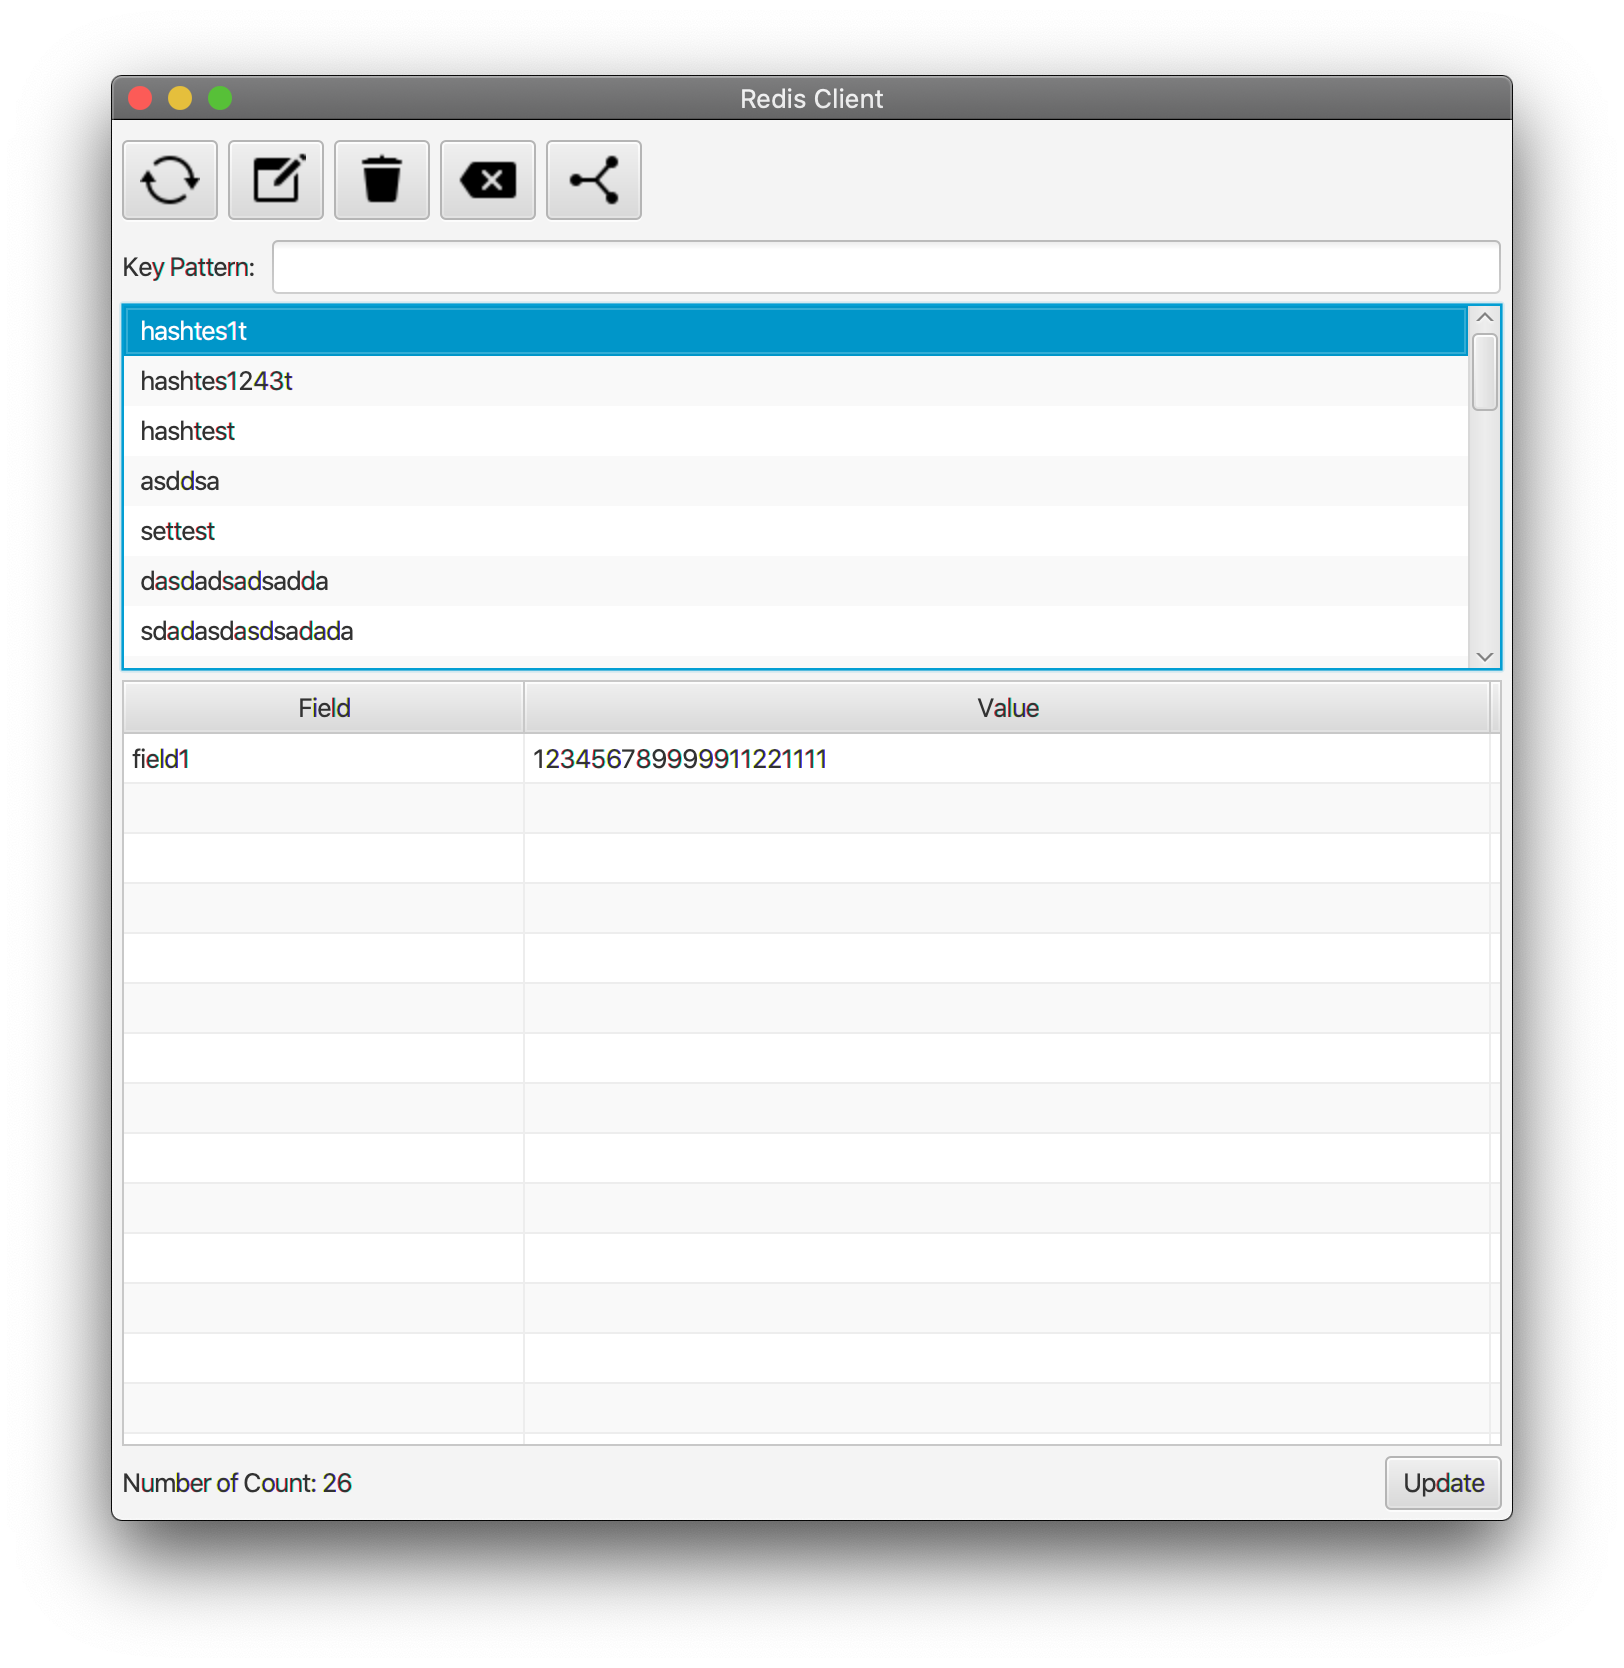 Redis Client
Key Pattern:
hashtes1t
hashtes1243t
hashtest
asddsa
settest
dasdadsadsadda
sdadasdasdsadada
Field Value
field1 123456789999911221111
Number of Count: 26 Update